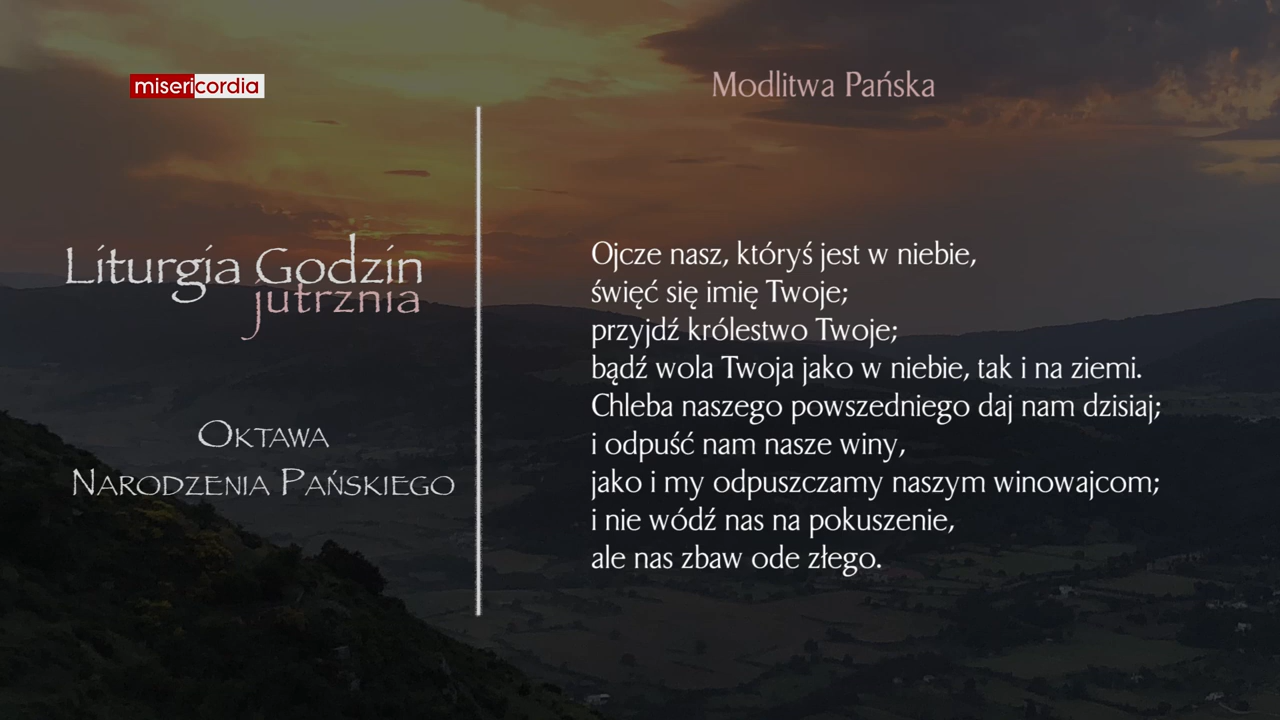 misericordia
Liturgia Godzin
jutrznia
Oktawa
Narodzenia Pańskiego
Modlitwa Pańska
Ojcze nasz, któryś jest w niebie,
święć się imię Twoje;
przyjdź królestwo Twoje;
bądź wola Twoja jako w niebie, tak i na ziemi.
Chleba naszego powszedniego daj nam dzisiaj;
i odpuść nam nasze winy,
jako i my odpuszczamy naszym winowajcom;
i nie wódź nas na pokuszenie,
ale nas zbaw ode złego.